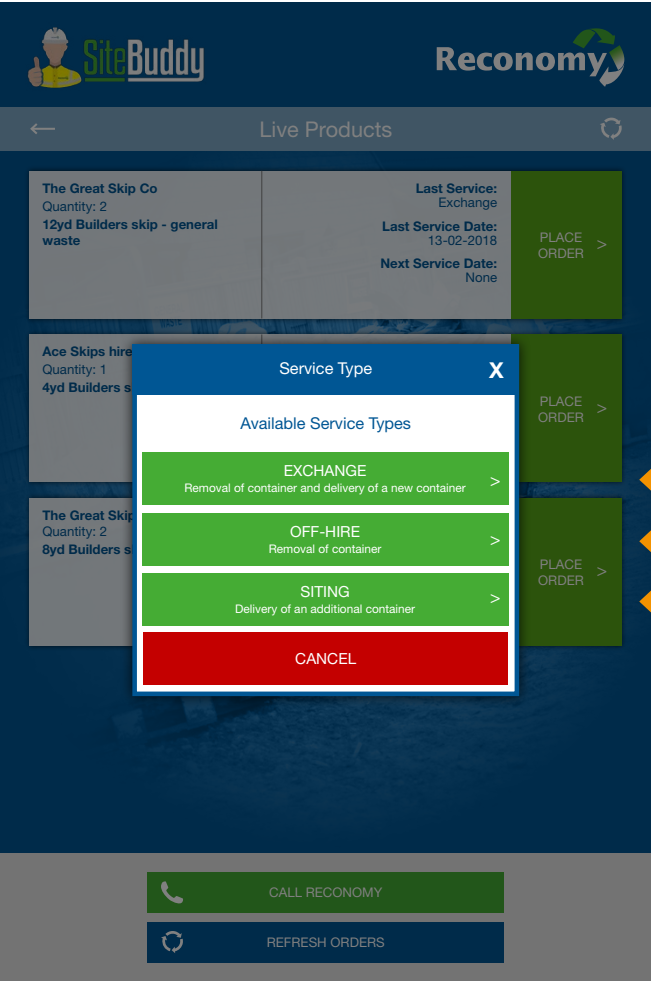 SiteBuddy
Reconomy
←
Live Products
The Great Skip Co
Quantity: 2
12yd Builders skip - general
waste
Last Service:
Exchange
Last Service Date:
13-02-2018
Next Service Date:
None
PLACE
ORDER >
Ace Skips hire
Quantity: 1
4yd Builders s
PLACE
ORDER >
The Great Skip
Quantity: 2
8yd Builders s
PLACE
ORDER >
Service Type X
Available Service Types
EXCHANGE
Removal of container and delivery of a new container >
OFF-HIRE
Removal of container >
SITING
Delivery of an additional container >
CANCEL
CALL RECONOMY
REFRESH ORDERS